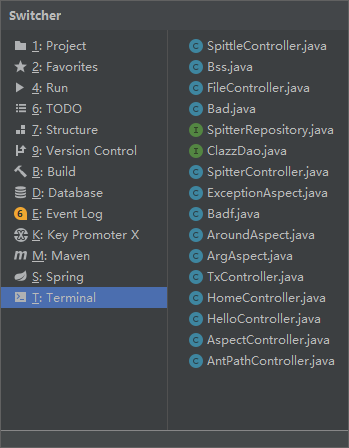 Switcher
1: Project
2: Favorites
4: Run
6: TODO
7: Structure
9: Version Control
B: Build
D: Database
6 E: Event Log
K: Key Promoter X
m M: Maven
S: Spring
T: Terminal
C SpittleController.java
C Bss.java
C FileController.java
C Bad.java
I SpitterRepository.java
I ClazzDao.java
C SpitterController.java
C ExceptionAspect.java
C Badf.java
C AroundAspect.java
C ArgAspect.java
C TxController.java
C HomeController.java
C HelloController.java
C AspectController.java
C AntPathController.java